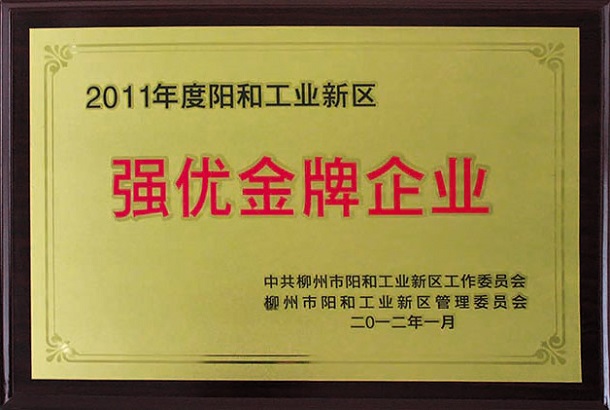 2011年度阳和工业新区
强优金牌企业
中共柳州市阳和工业新区工作委员会
柳州市阳和工业新区管理委员会
二〇一二年一月